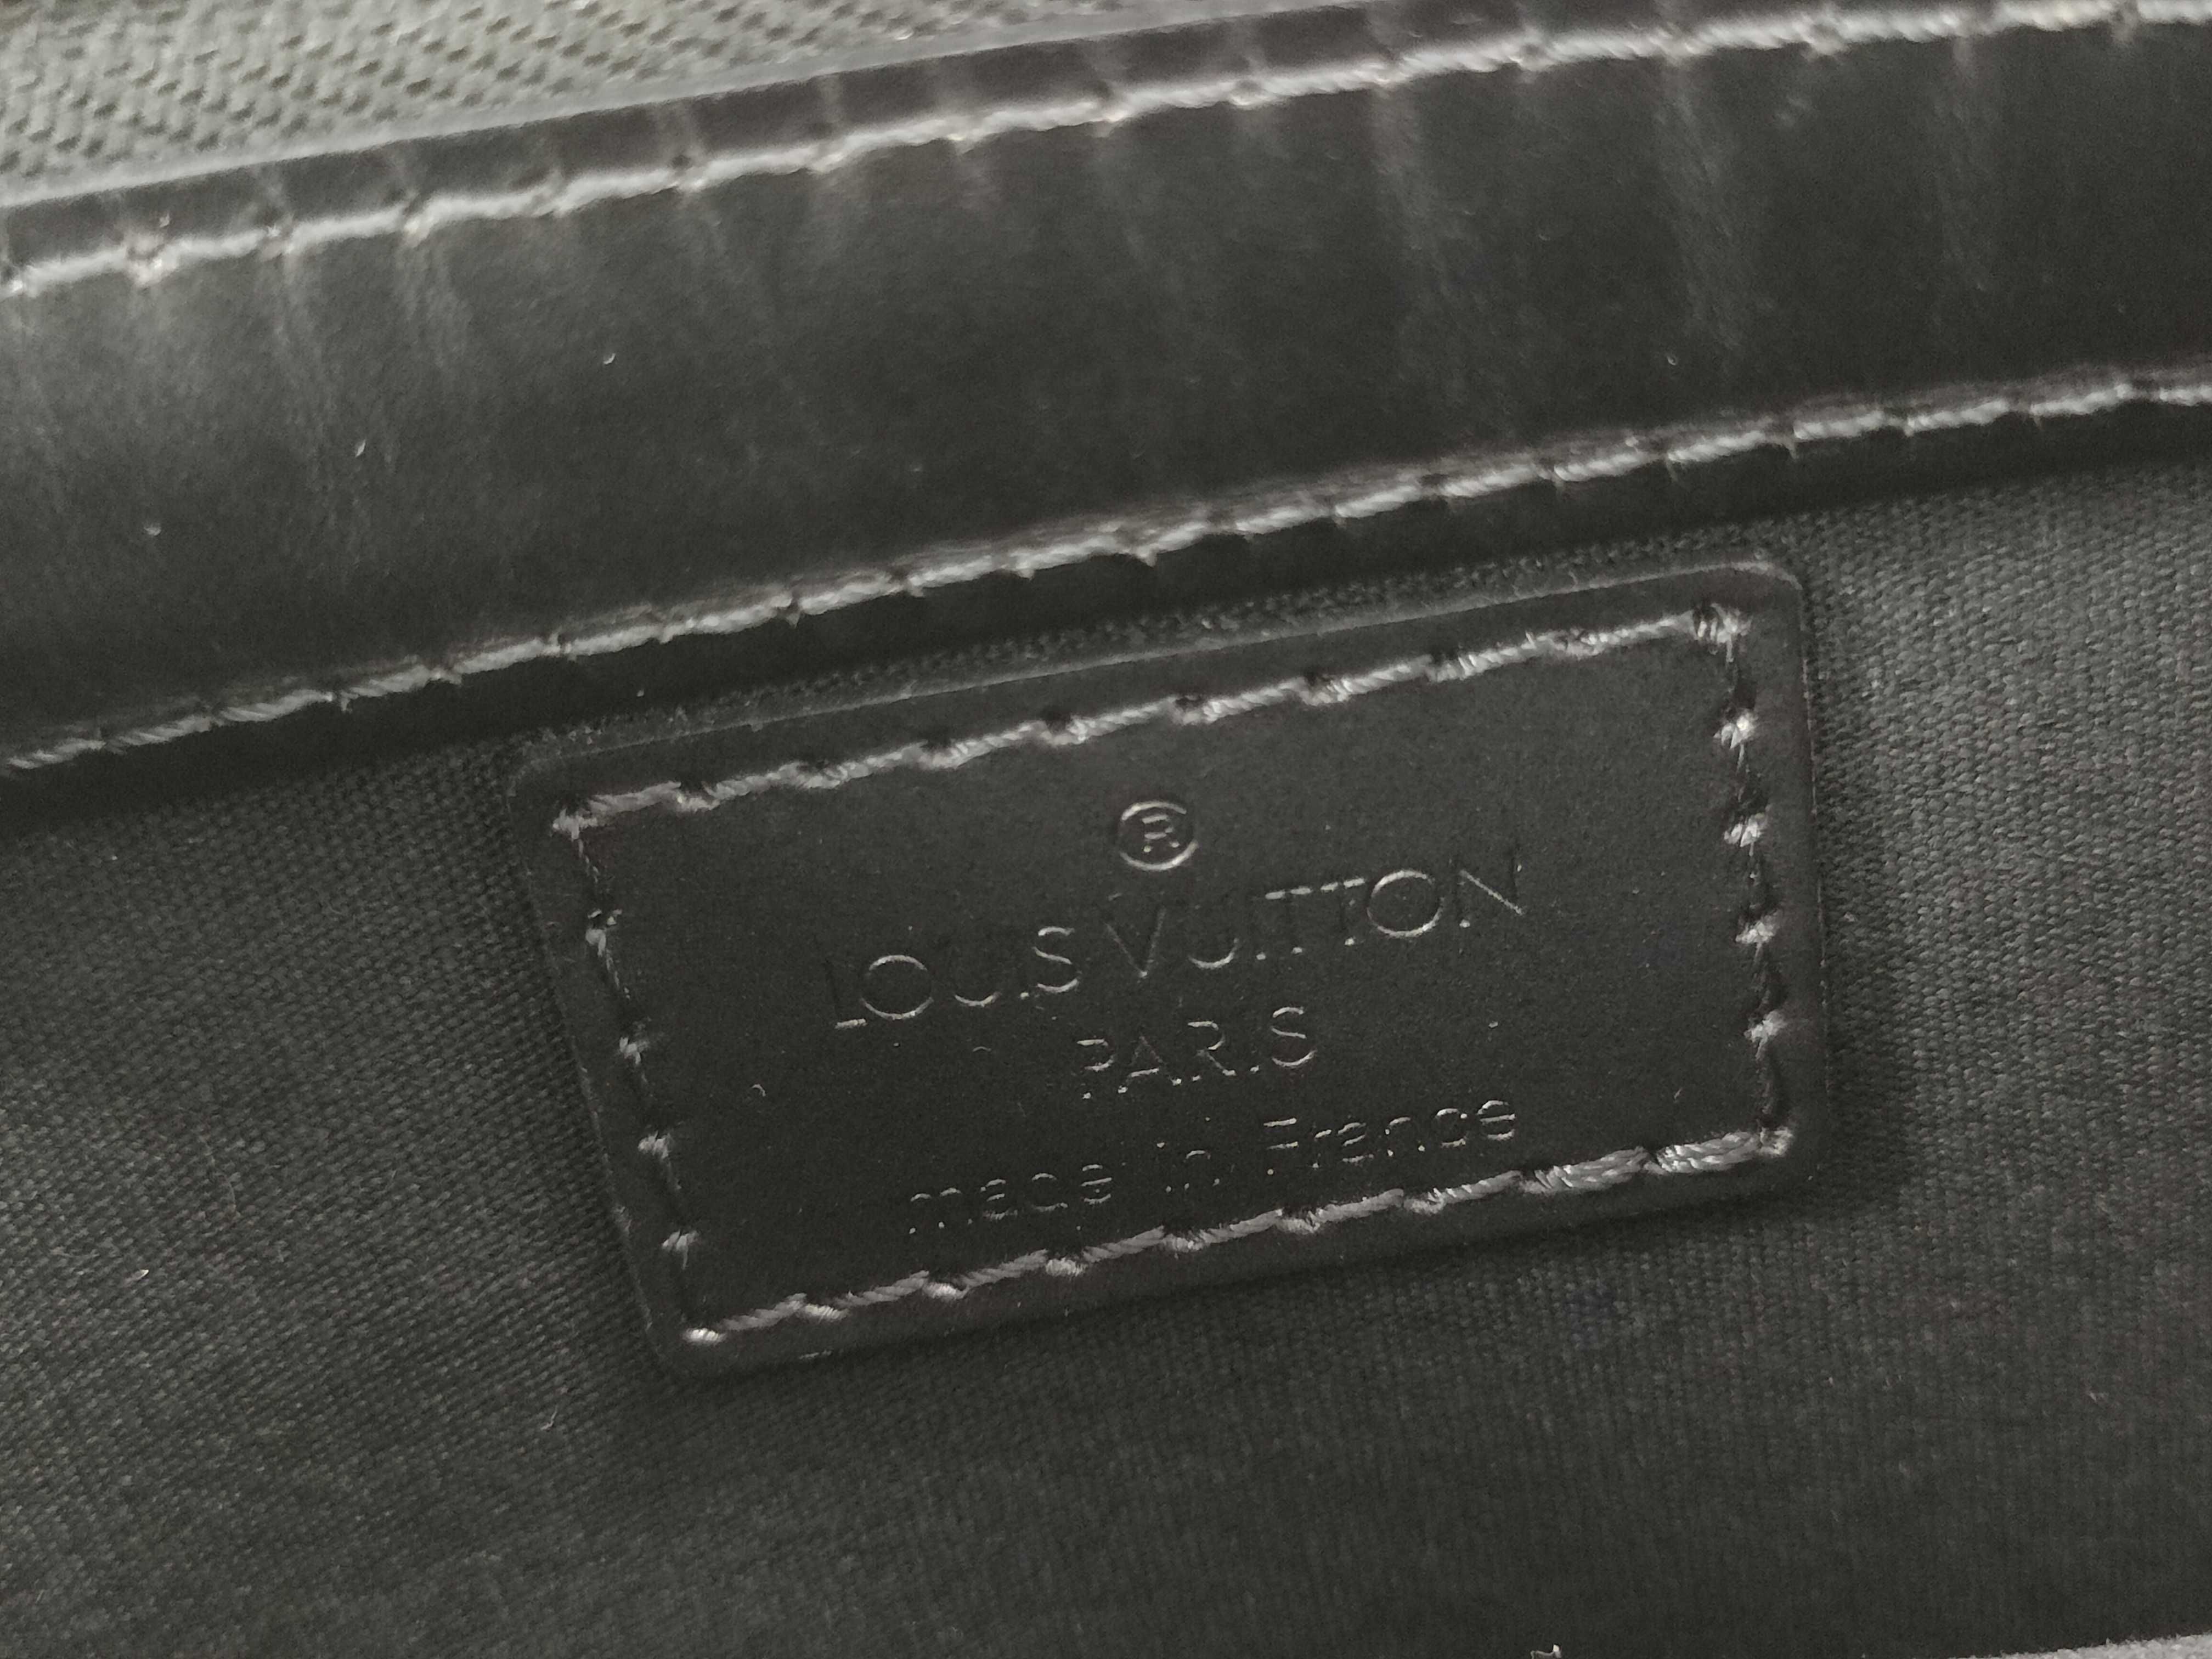 ®
LOUIS VUITTON
PARIS
made in France